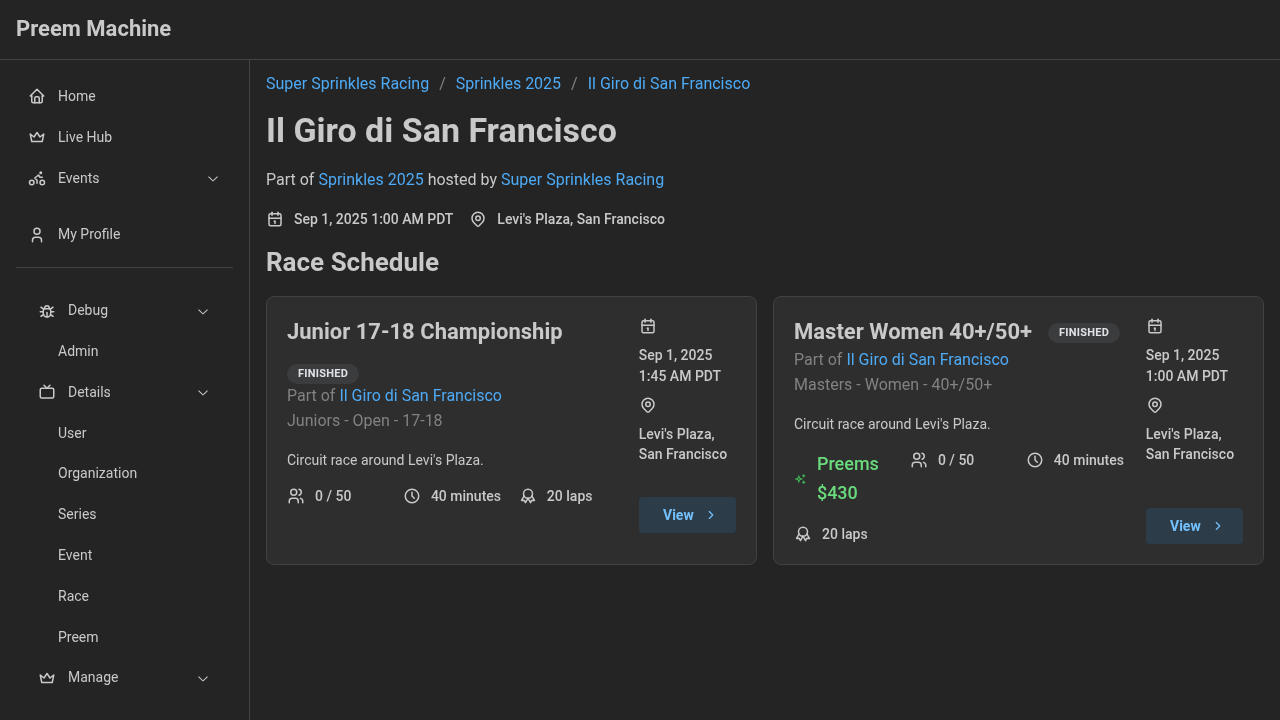 Preem Machine
Home
Live Hub
Events
My Profile
Debug
Admin
Details
User
Organization
Series
Event
Race
Preem
Manage
Super Sprinkles Racing / Sprinkles 2025 / Il Giro di San Francisco
Il Giro di San Francisco
Part of Sprinkles 2025 hosted by Super Sprinkles Racing
Sep 1, 2025 1:00 AM PDT Levi's Plaza, San Francisco
Race Schedule
Junior 17-18 Championship
FINISHED
Part of Il Giro di San Francisco
Juniors - Open - 17-18
Circuit race around Levi's Plaza.
0 / 50 40 minutes 20 laps
Sep 1, 2025
1:45 AM PDT
Levi's Plaza,
San Francisco
View
Master Women 40+/50+ FINISHED
Part of Il Giro di San Francisco
Masters - Women - 40+/50+
Circuit race around Levi's Plaza.
Preems
$430
0 / 50 40 minutes
20 laps
Sep 1, 2025
1:00 AM PDT
Levi's Plaza,
San Francisco
View